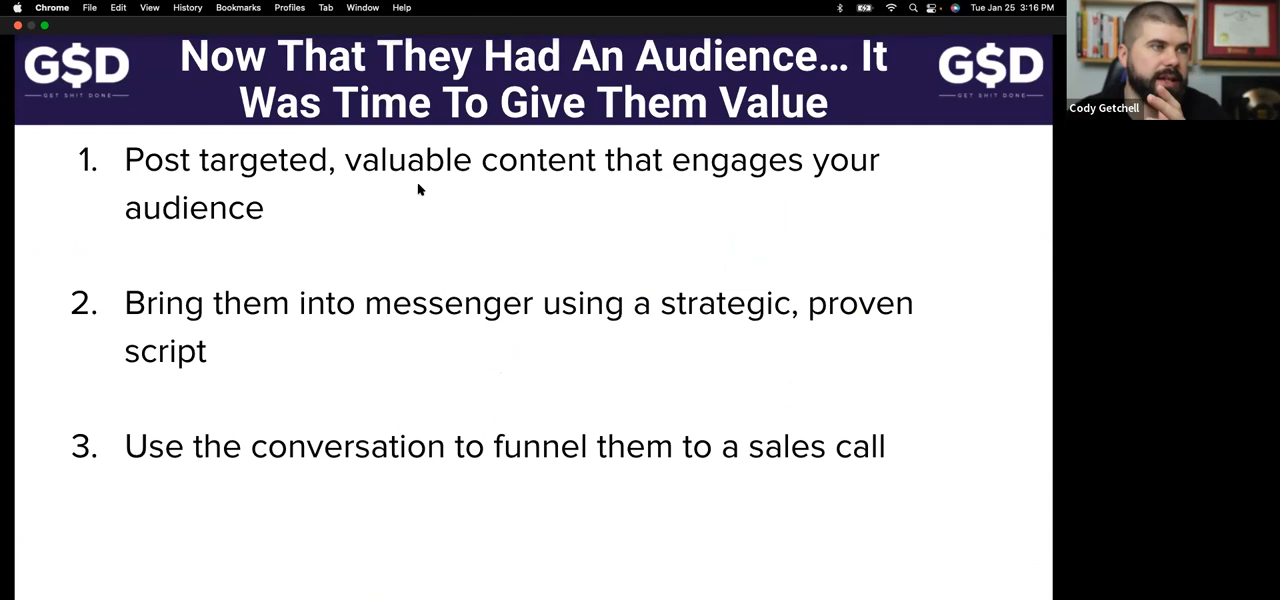 Chrome File Edit View History Bookmarks Profiles Tab Window Help Tue Jan 25 3:16 PM
G$D
GET SHIT DONE
Now That They Had An Audience... It
Was Time To Give Them Value
G$D
GET SHIT DONE
Cody Getchell
1. Post targeted, valuable content that engages your
audience
2. Bring them into messenger using a strategic, proven
script
3. Use the conversation to funnel them to a sales call